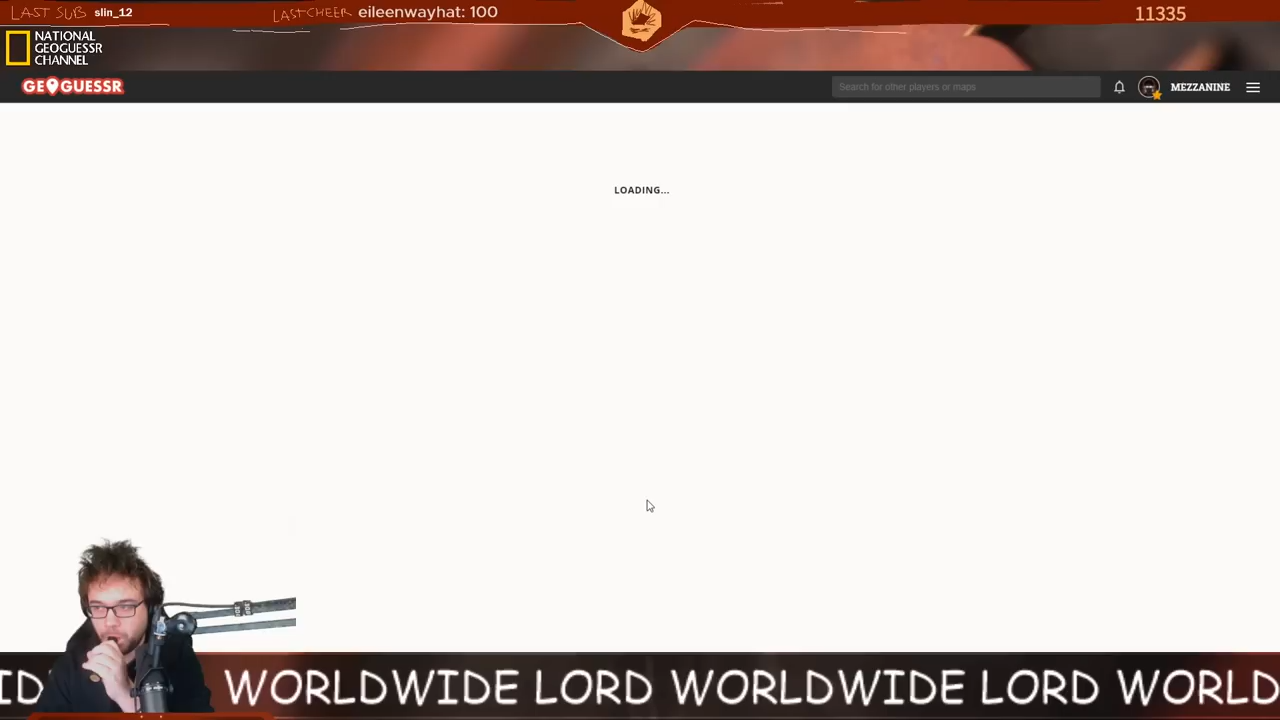 LAST SUB slin_12
LAST CHEER eileenwayhat: 100
11335
NATIONAL
GEOGUESSR
CHANNEL
GEOGUESSR
Search for other players or maps
MEZZANINE
LOADING...
ID WORLDWIDE LORD WORLDWIDE LORD WORLD